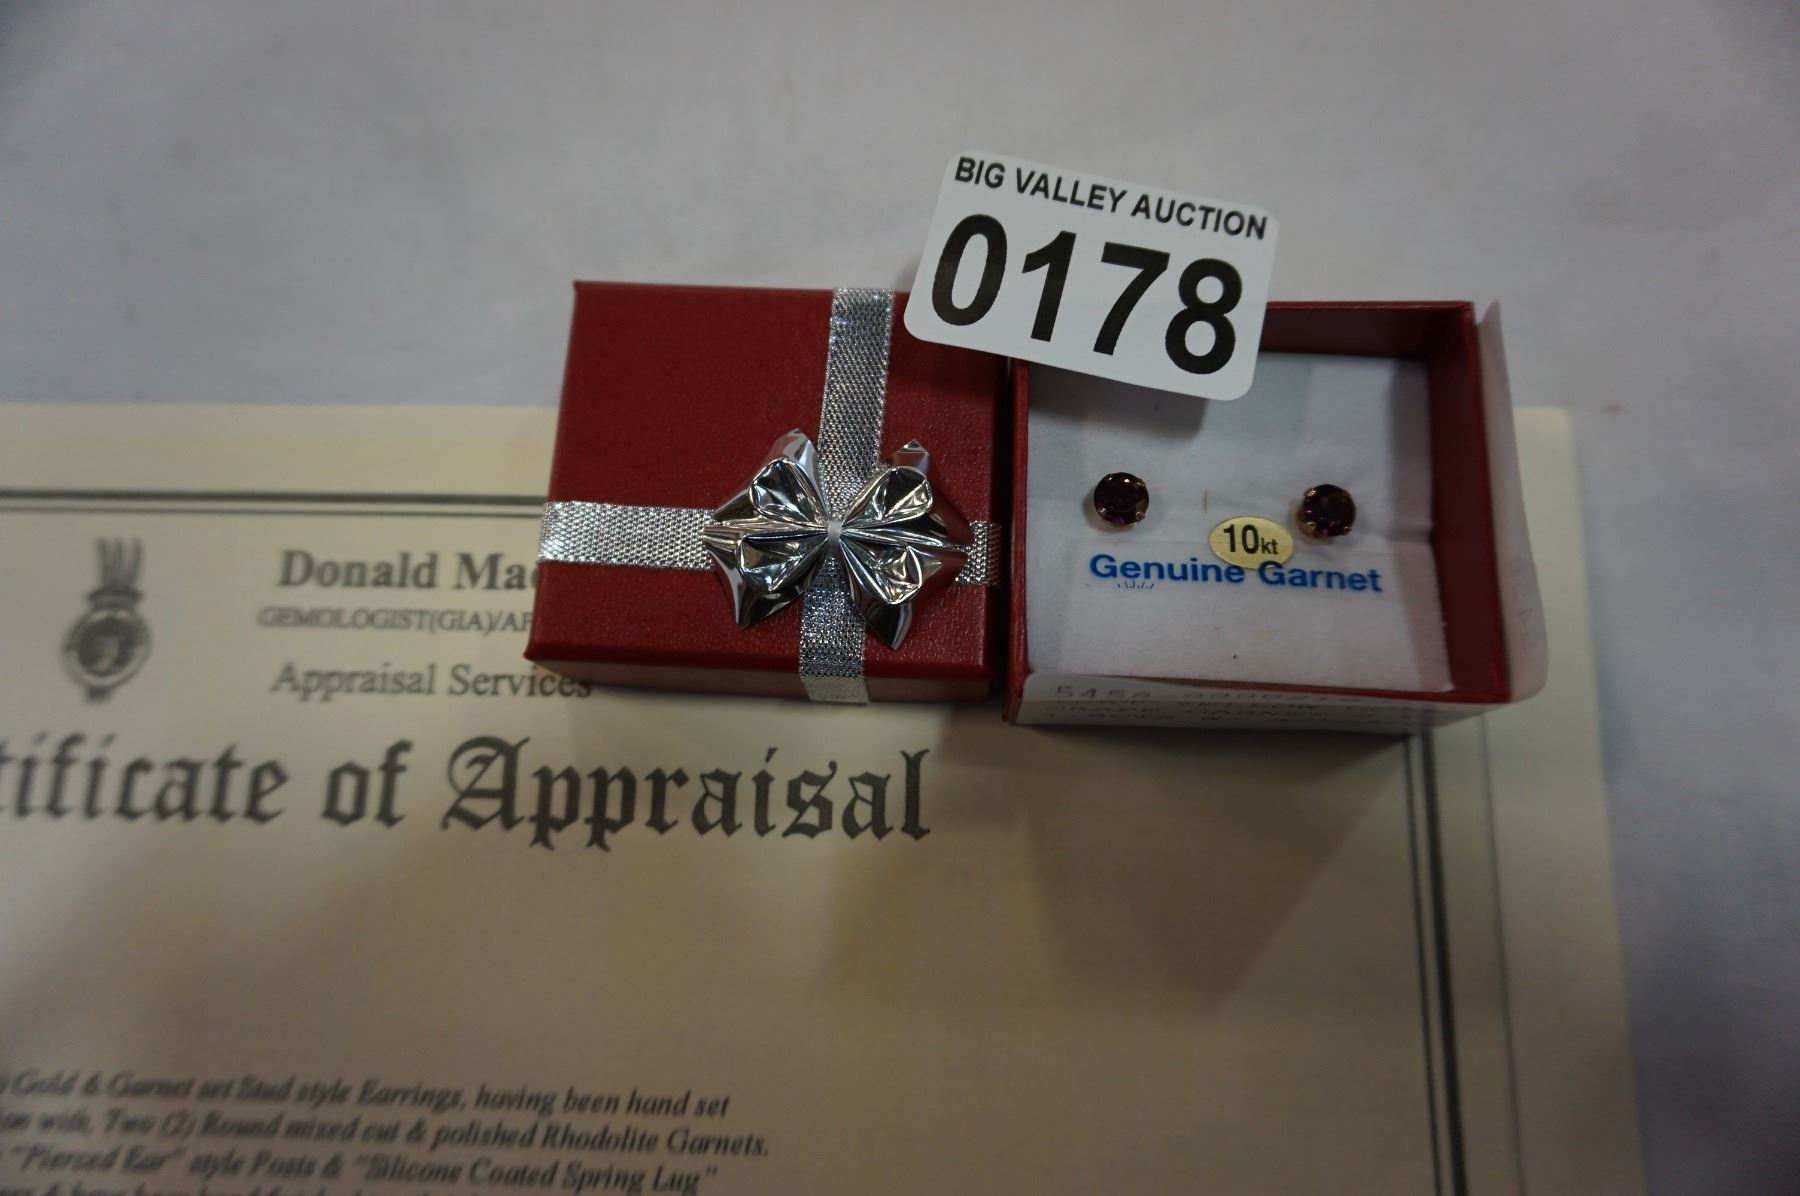 BIG VALLEY AUCTION
0178
10kt
Genuine Garnet
Donald Mac
GEMOLOGIST(GIA)/AP
Appraisal Services
tificate of Appraisal
Gold & Garnet set Stud style Earrings, having been hand set
with, Two (2) Round mixed cut & polished Rhodolite Garnets.
"Pierced Ear" style Posts & "Silicone Coated Spring Lug"